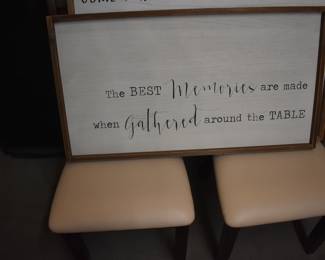 The BEST Memories are made
when Gathered around the TABLE